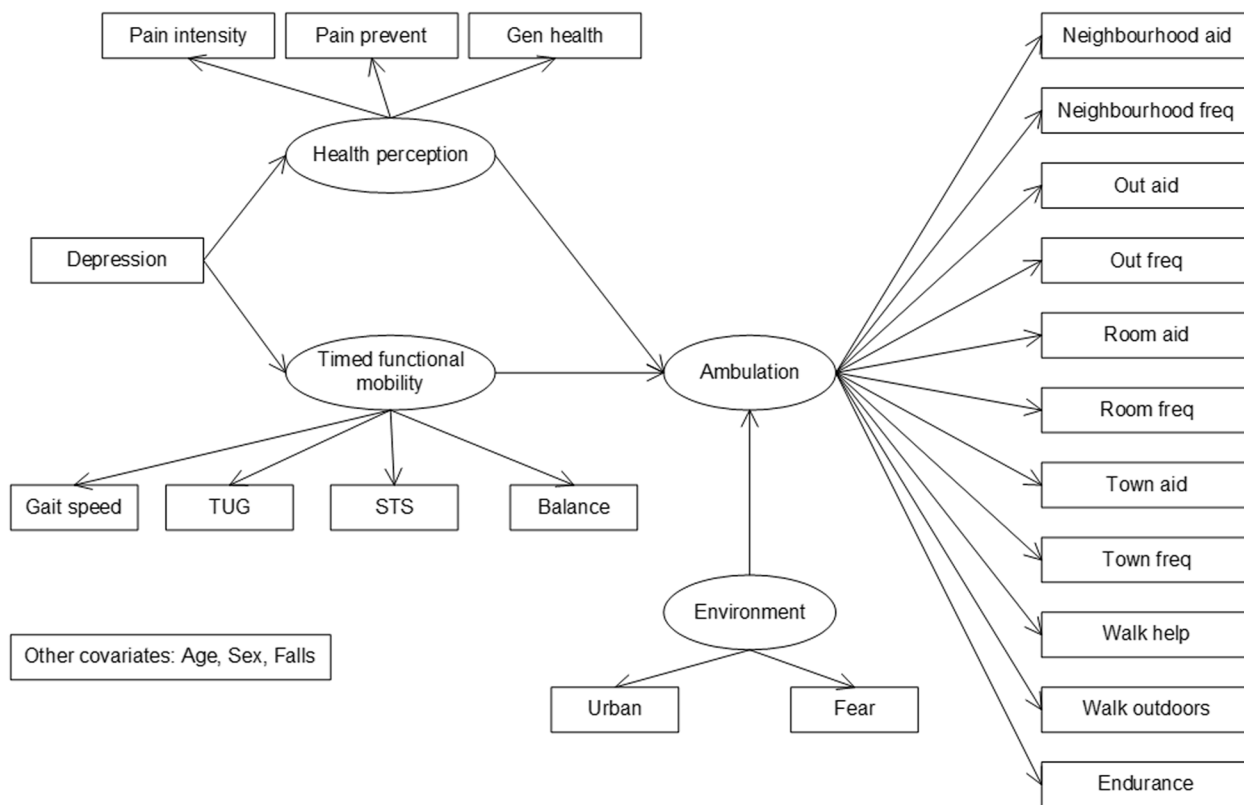 Pain intensity
Pain prevent
Gen health
Neighbourhood aid
Neighbourhood freq
Health perception
Out aid
Depression
Out freq
Timed functional
mobility
Ambulation
Room aid
Room freq
Gait speed
TUG
STS
Balance
Town aid
Town freq
Environment
Walk help
Other covariates: Age, Sex, Falls
Urban
Fear
Walk outdoors
Endurance